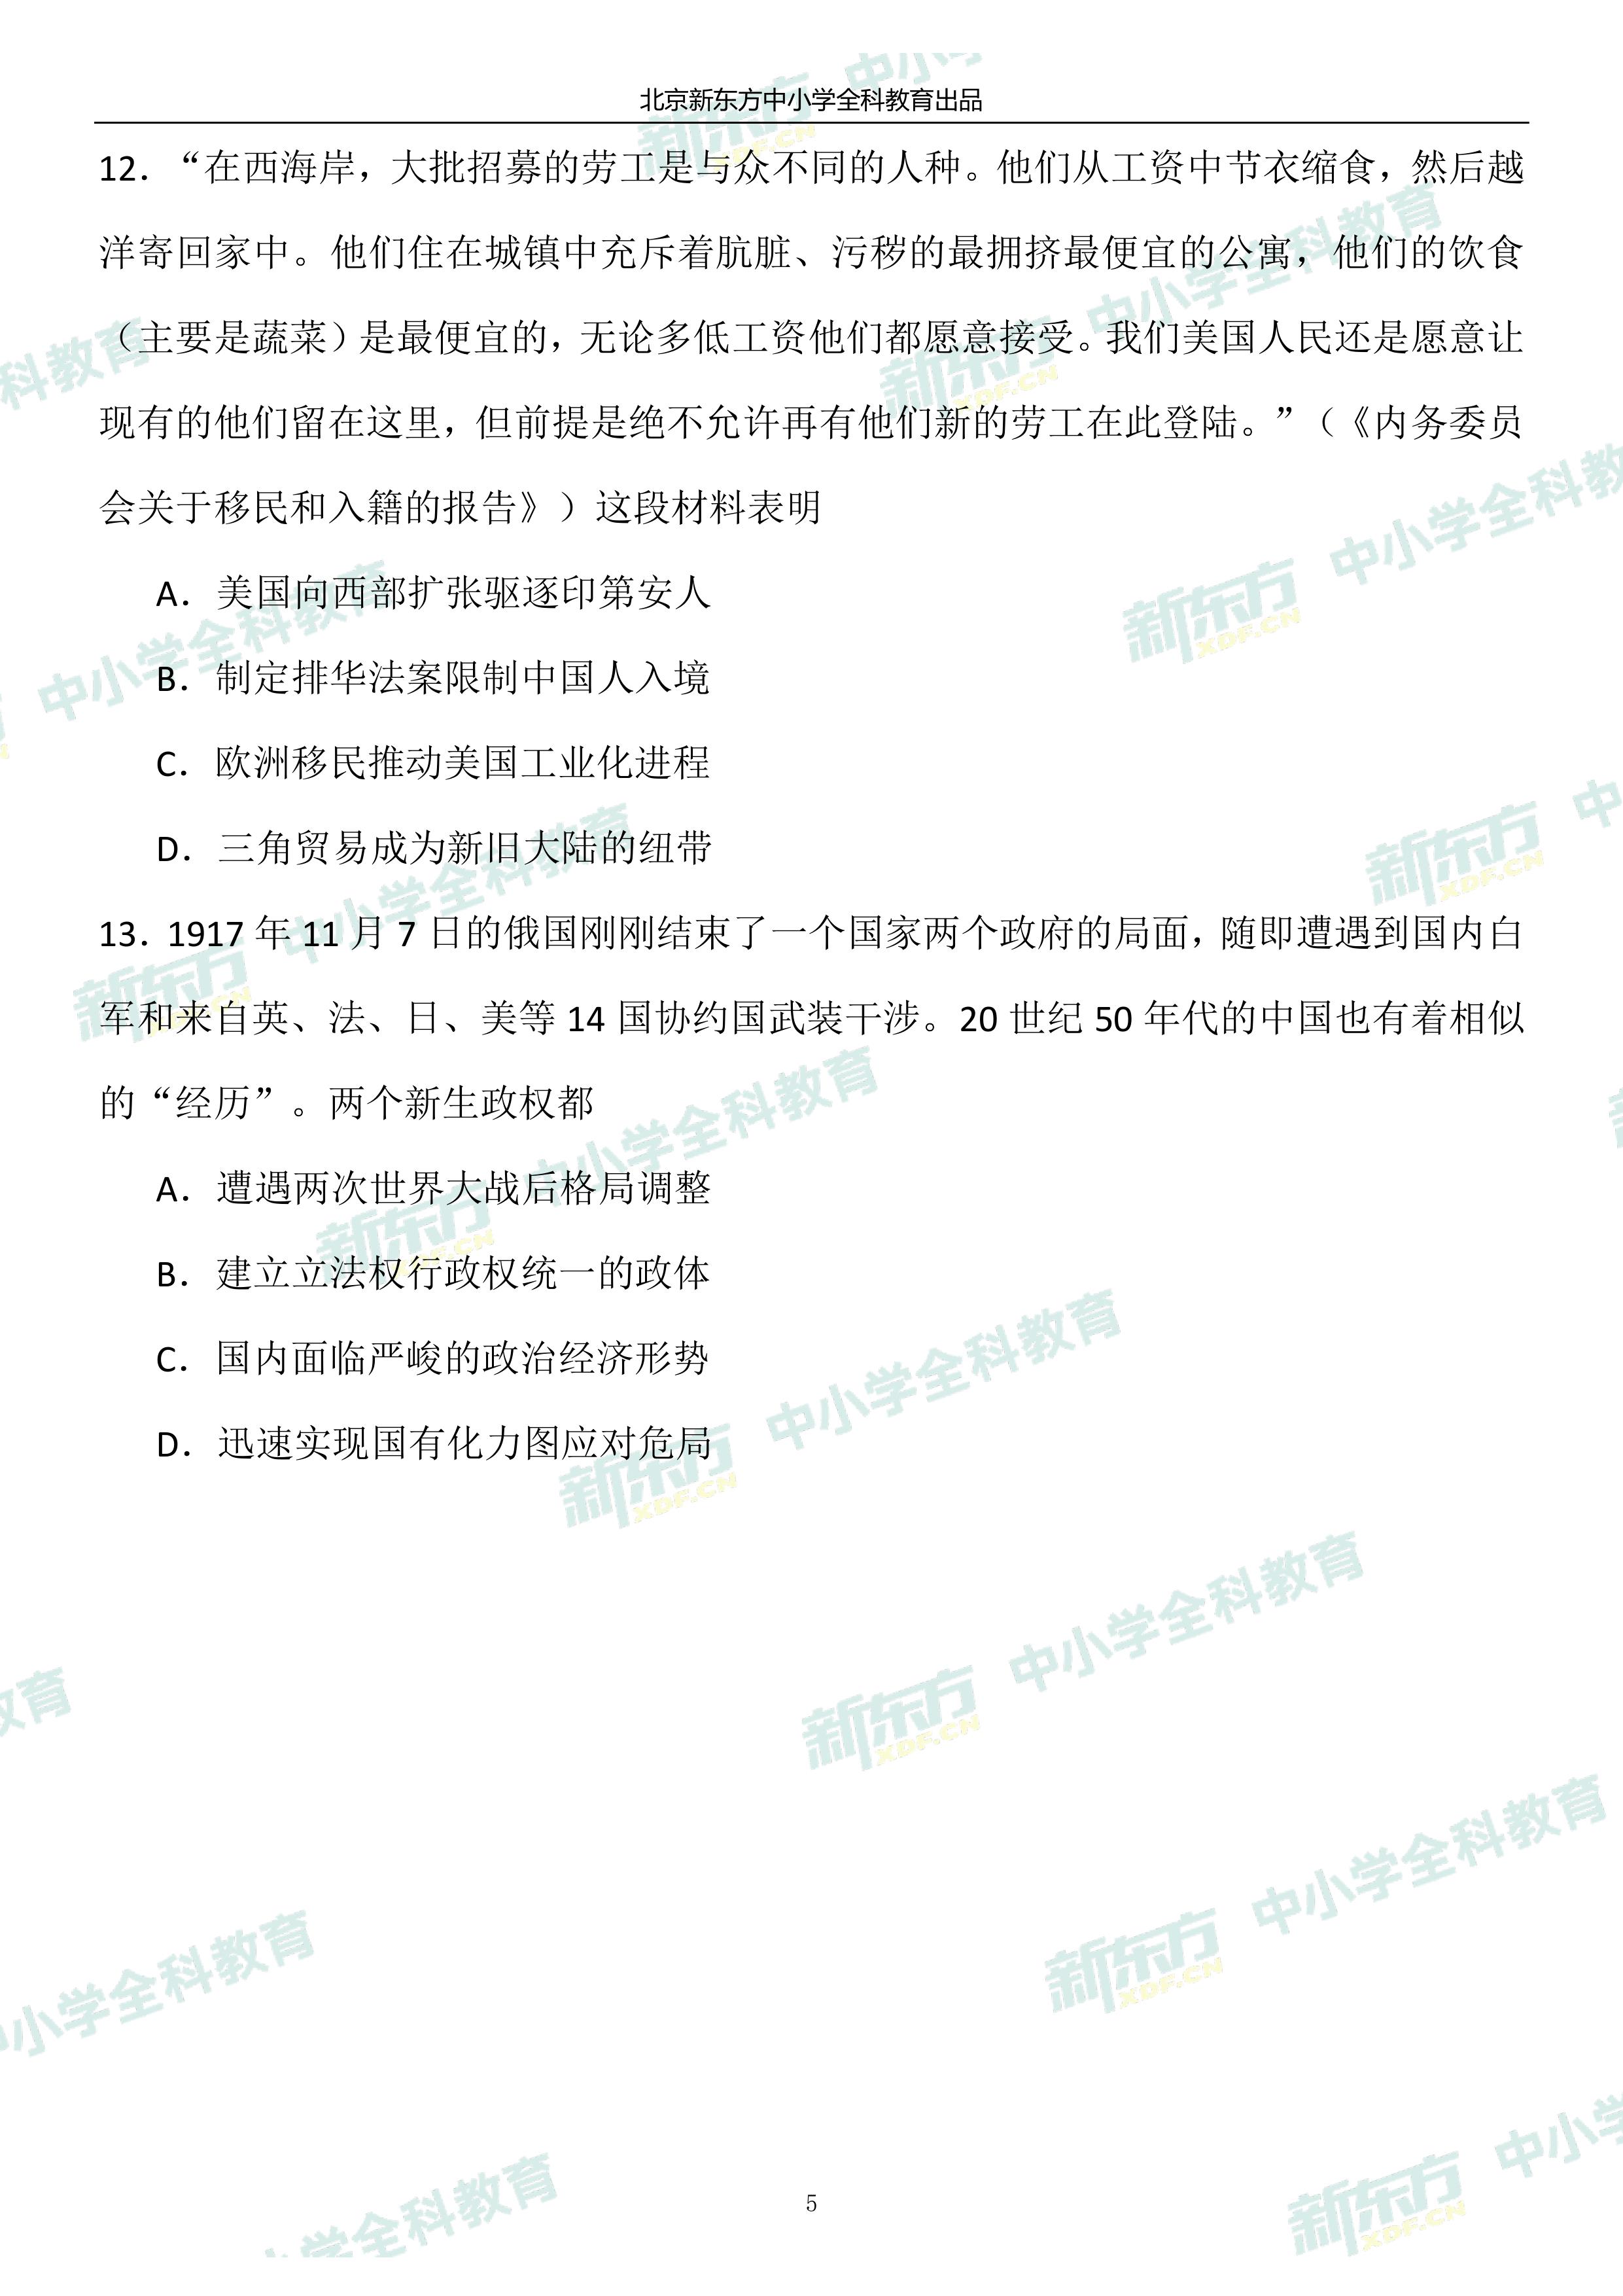 北京新东方中小学全科教育出品
12．“在西海岸，大批招募的劳工是与众不同的人种。他们从工资中节衣缩食，然后越
洋寄回家中。他们住在城镇中充斥着肮脏、污秽的最拥挤最便宜的公寓，他们的饮食
（主要是蔬菜）是最便宜的，无论多低工资他们都愿意接受。我们美国人民还是愿意让
现有的他们留在这里，但前提是绝不允许再有他们新的劳工在此登陆。”（《内务委员
会关于移民和入籍的报告》）这段材料表明
A．美国向西部扩张驱逐印第安人
B．制定排华法案限制中国人入境
C．欧洲移民推动美国工业化进程
D．三角贸易成为新旧大陆的纽带
13．1917 年 11 月 7 日的俄国刚刚结束了一个国家两个政府的局面，随即遭遇到国内白
军和来自英、法、日、美等 14 国协约国武装干涉。20 世纪 50 年代的中国也有着相似
的“经历”。两个新生政权都
A．遭遇两次世界大战后格局调整
B．建立立法权行政权统一的政体
C．国内面临严峻的政治经济形势
D．迅速实现国有化力图应对危局
5